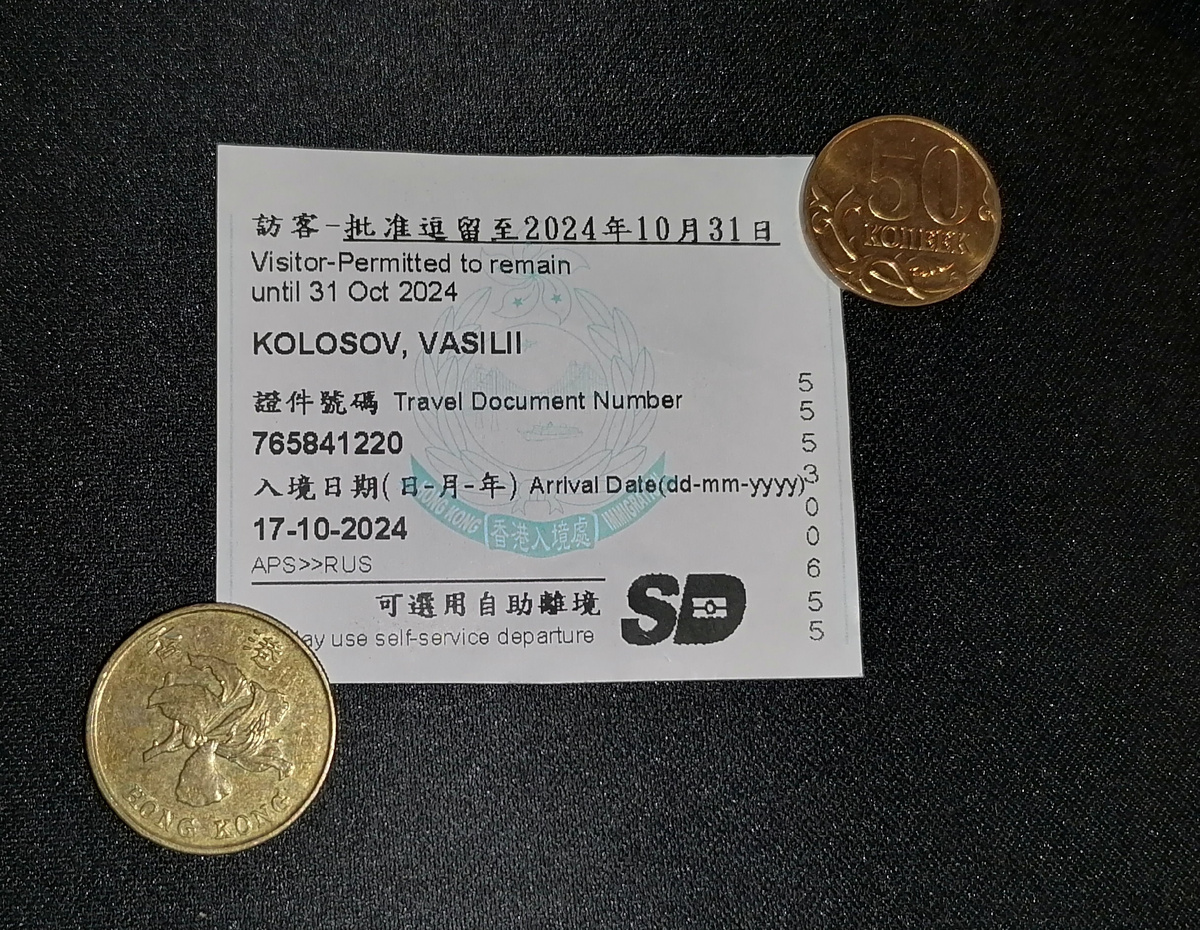 訪客-批准逗留至2024年10月31日
Visitor-Permitted to remain
until 31 Oct 2024
KOLOSOV, VASILII
證件號碼 Travel Document Number
765841220
入境日期(日-月-年) Arrival Date(dd-mm-yyyy)
17-10-2024
APS>>RUS
可選用自助離境
use self-service departure
SD
555300655
HONG KONG
香港入境處
IMMIGRATION
50
КОПЕЕК
香港
HONG KONG